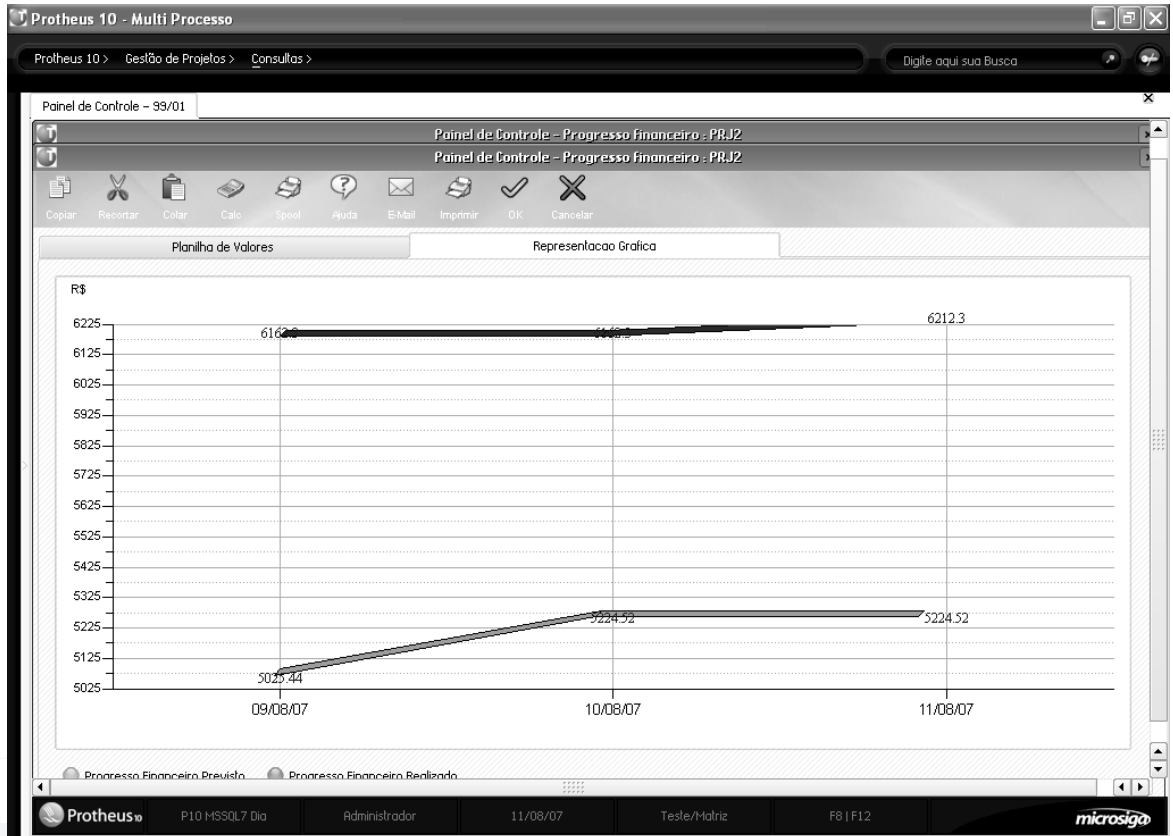 Protheus 10 - Multi Processo
Protheus 10 > Gestão de Projetos > Consultas >
Digite aqui sua Busca
Painel de Controle - 99/01
Painel de Controle - Progresso financeiro : PRJ2
Painel de Controle - Progresso financeiro : PRJ2
Copiar Recortar Colar Calc Spool Ajuda E-Mail Imprimir OK Cancelar
Planilha de Valores Representacao Grafica
R$
6225
6212.3
6125
6025
5925
5825
5725
5625
5525
5425
5325
5225
5224.52 5224.52
5125
5025.44
5025
09/08/07 10/08/07 11/08/07
Progresso Financeiro Previsto Progresso Financeiro Realizado
Protheus 10 P10 MSSQL7 Dia Administrador 11/08/07 Teste/Matriz F8 | F12 microsiga